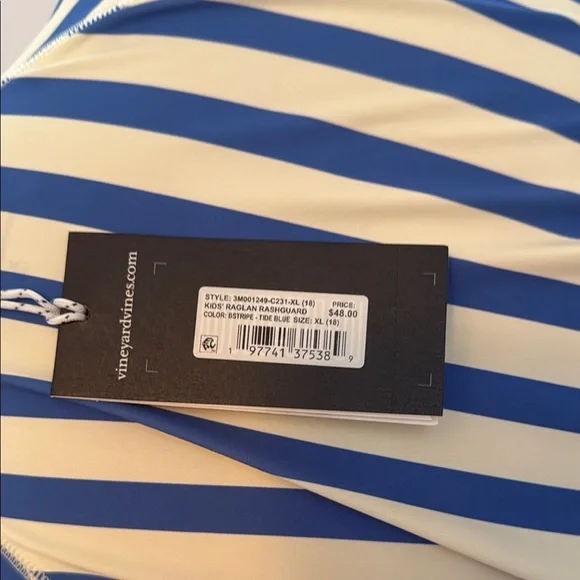 vineyardvines.com
STYLE: 3M001249-C231-XL (18)
KIDS' RAGLAN RASHGUARD
COLOR: BSTRIPE - TIDE BLUE SIZE: XL (18)
PRICE:
$48.00
1 97741 37538 9